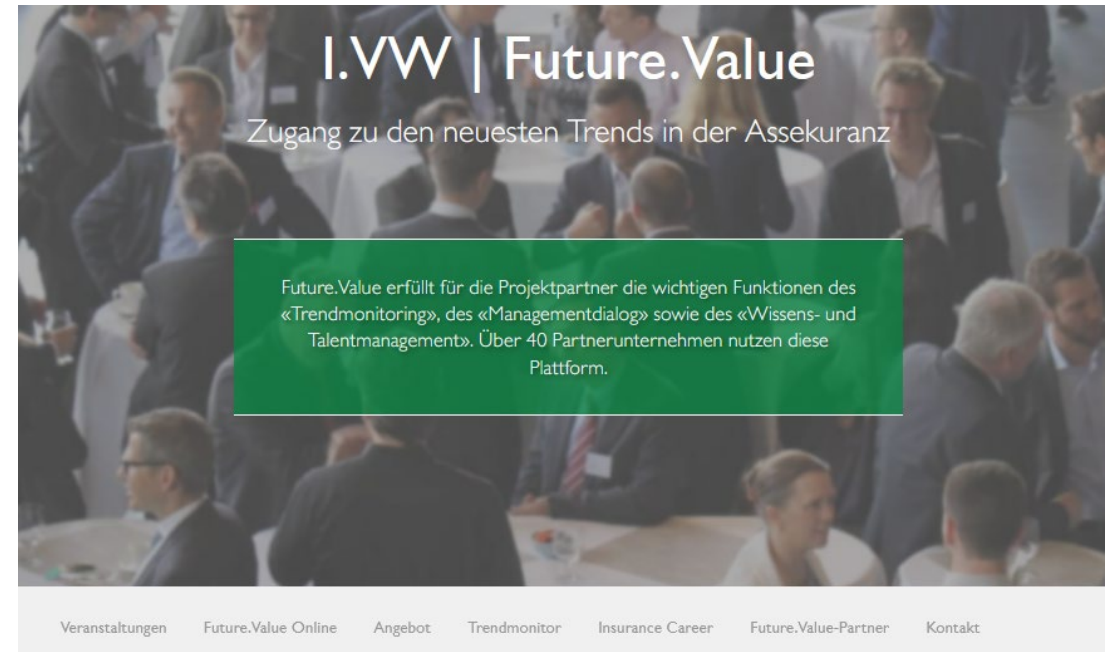 I.VW | Future.Value
Zugang zu den neuesten Trends in der Assekuranz
Future.Value erfüllt für die Projektpartner die wichtigen Funktionen des
«Trendmonitoring», des «Managementdialog» sowie des «Wissens- und
Talentmanagement». Über 40 Partnerunternehmen nutzen diese
Plattform.
Veranstaltungen Future.Value Online Angebot Trendmonitor Insurance Career Future.Value-Partner Kontakt